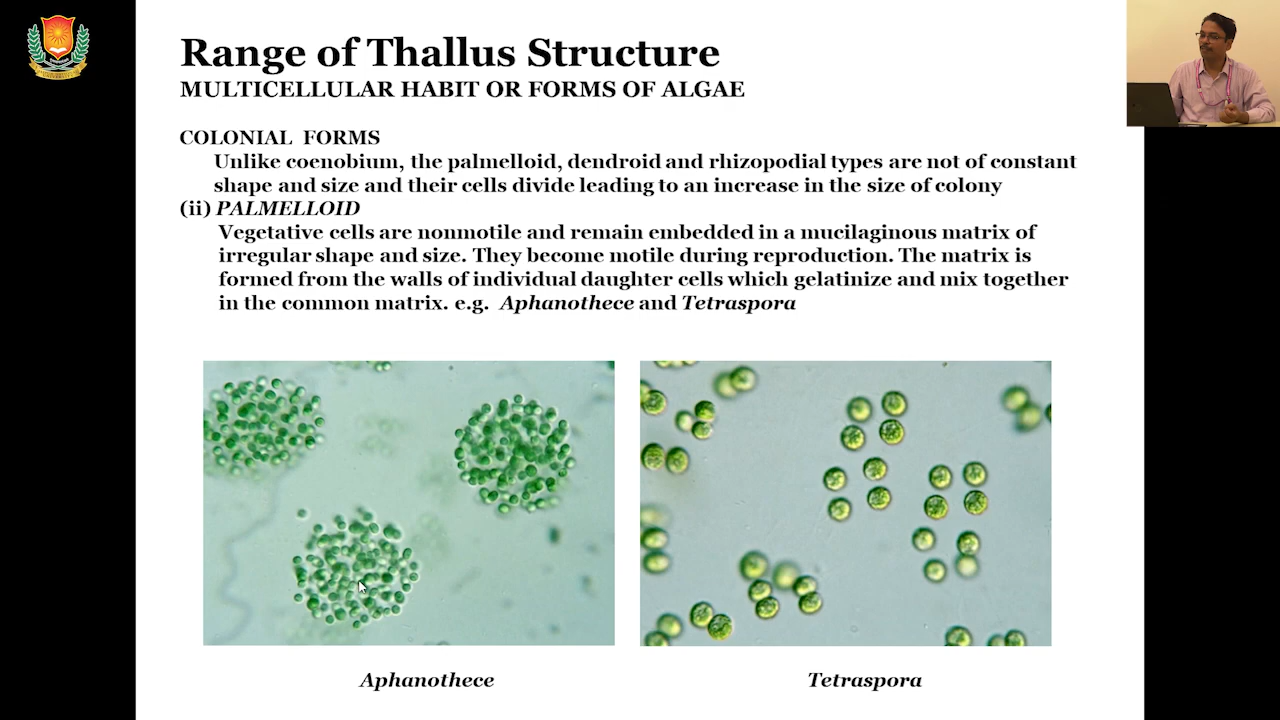 Range of Thallus Structure
MULTICELLULAR HABIT OR FORMS OF ALGAE
COLONIAL FORMS
Unlike coenobium, the palmelloid, dendroid and rhizopodial types are not of constant
shape and size and their cells divide leading to an increase in the size of colony
(ii) PALMELLOID
Vegetative cells are nonmotile and remain embedded in a mucilaginous matrix of
irregular shape and size. They become motile during reproduction. The matrix is
formed from the walls of individual daughter cells which gelatinize and mix together
in the common matrix. e.g. Aphanothece and Tetraspora
Aphanothece
Tetraspora